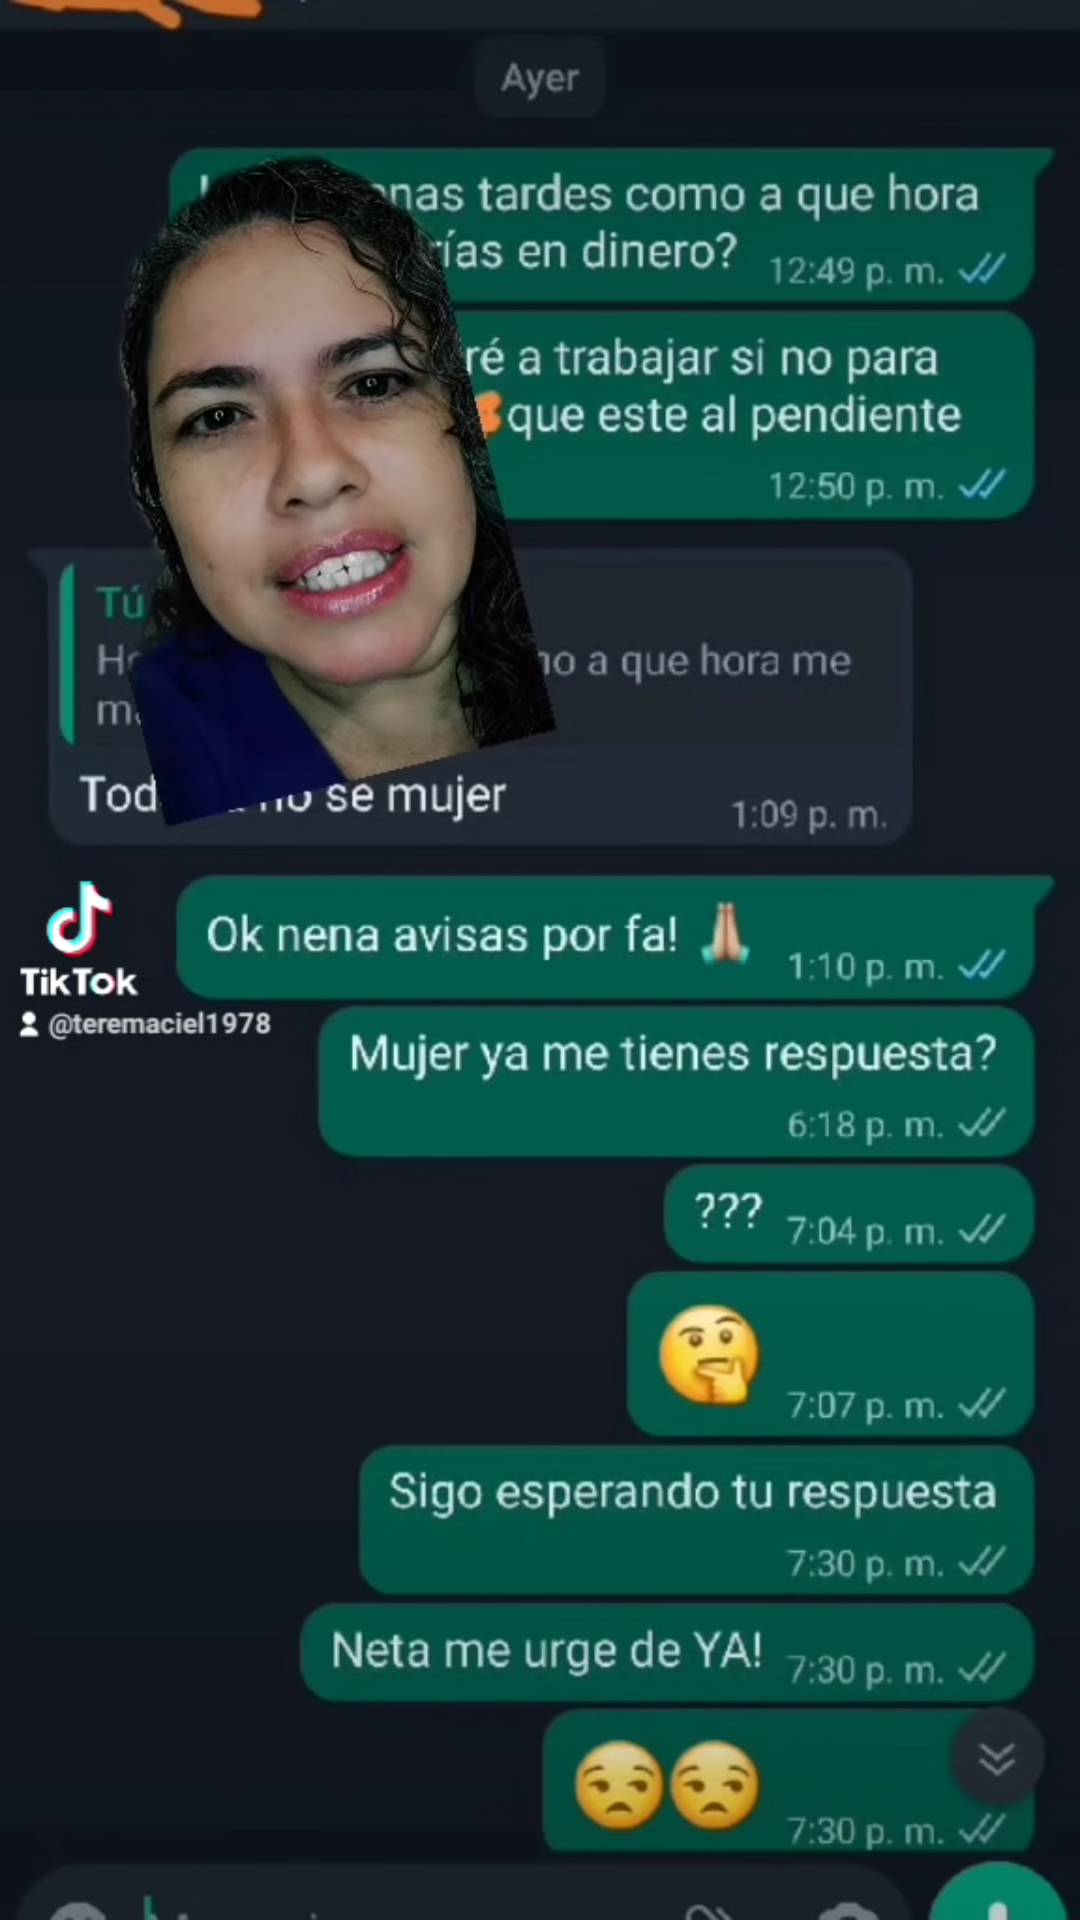 Ayer
nas tardes como a que hora
rías en dinero?
12:49 p. m.
ré a trabajar si no para
que este al pendiente
12:50 p. m.
Tú
a que hora me
se mujer
1:09 p. m.
Ok nena avisas por fa! 🙏
1:10 p. m.
TikTok
@teremaciel1978
Mujer ya me tienes respuesta?
6:18 p. m.
???
7:04 p. m.
🤔
7:07 p. m.
Sigo esperando tu respuesta
7:30 p. m.
Neta me urge de YA!
7:30 p. m.
😒😒
7:30 p. m.